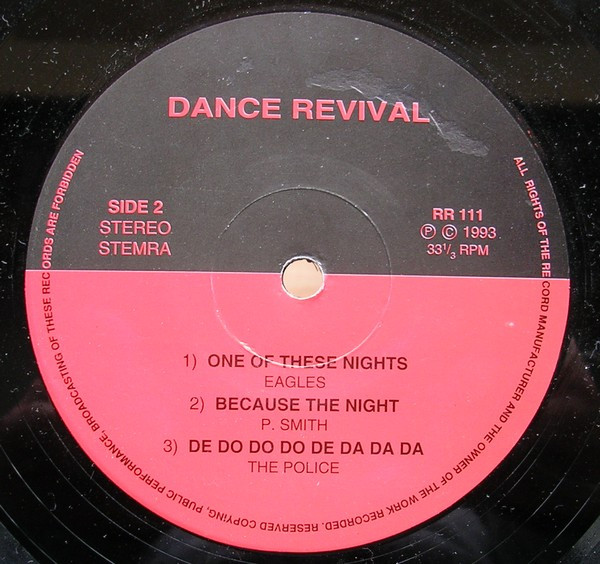 DANCE REVIVAL
SIDE 2
STEREO
STEMRA
RR 111
Ⓟ © 1993
33 1/3 RPM
1) ONE OF THESE NIGHTS
EAGLES
2) BECAUSE THE NIGHT
P. SMITH
3) DE DO DO DO DE DA DA DA
THE POLICE
ALL RIGHTS OF THE RECORD MANUFACTURER AND THE OWNER OF THE WORK RECORDED. RESERVED COPYING, PUBLIC PERFORMANCE, BROADCASTING OF THESE RECORDS ARE FORBIDDEN